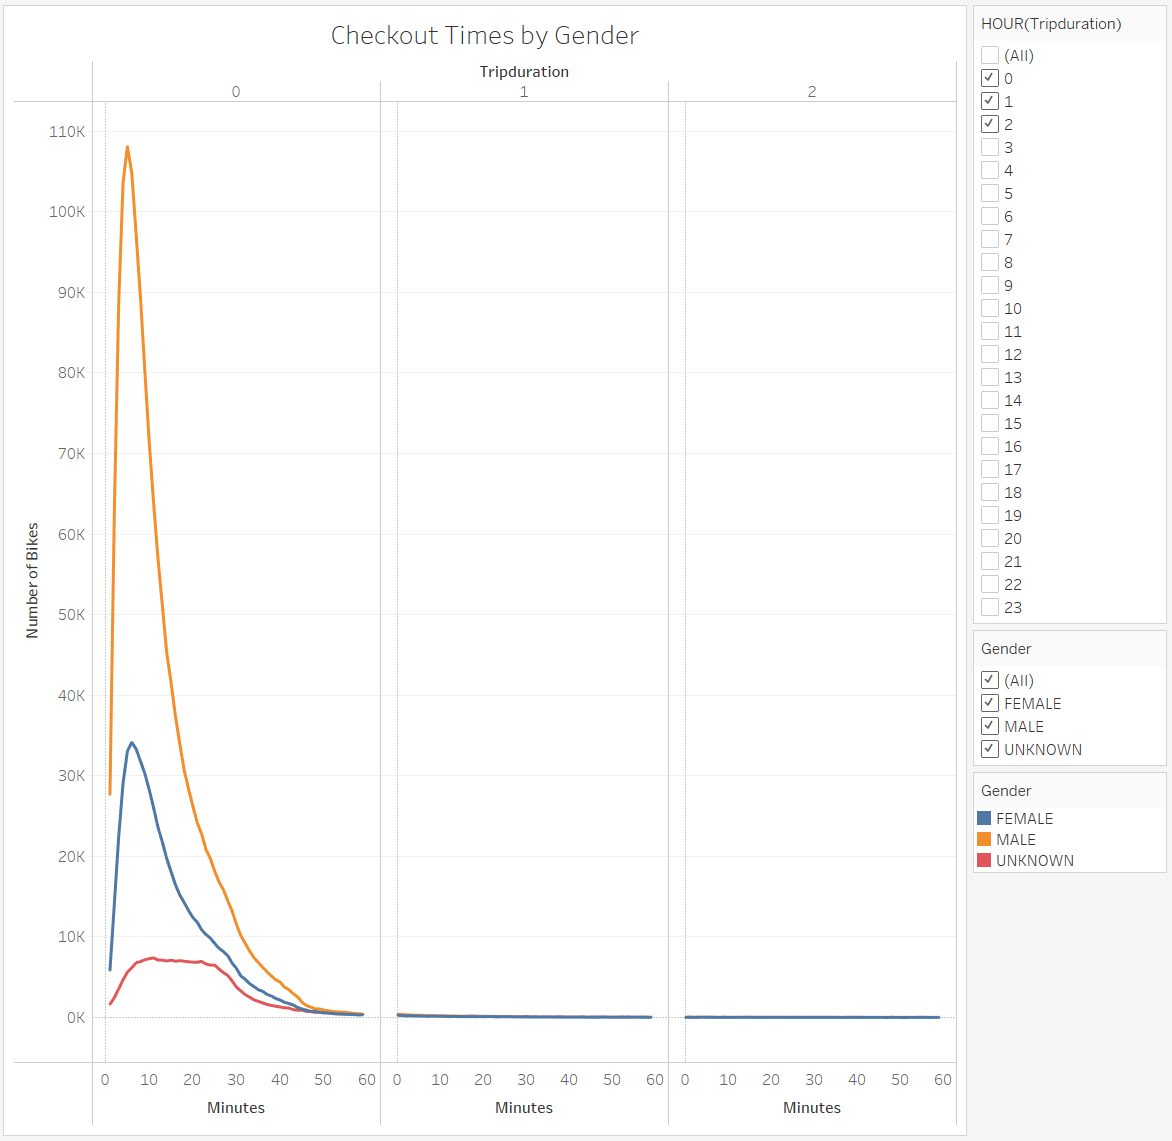 Checkout Times by Gender
Tripduration
0 1 2
110K
100K
90K
80K
70K
60K
50K
40K
30K
20K
10K
0K
Number of Bikes
0 10 20 30 40 50 60 0 10 20 30 40 50 60 0 10 20 30 40 50 60
Minutes Minutes Minutes
HOUR(Tripduration)
(All)
0
1
2
3
4
5
6
7
8
9
10
11
12
13
14
15
16
17
18
19
20
21
22
23
Gender
(All)
FEMALE
MALE
UNKNOWN
Gender
FEMALE
MALE
UNKNOWN